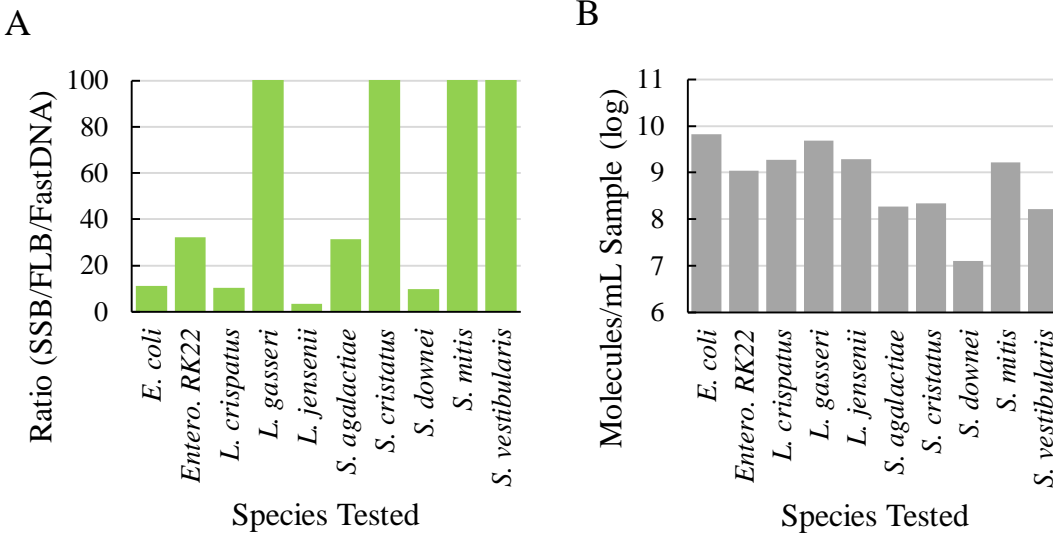 A
Ratio (SSB/FLB/FastDNA)
100
80
60
40
20
0
E. coli
Entero. RK22
L. crispatus
L. gasseri
L. jensenii
S. agalactiae
S. cristatus
S. downei
S. mitis
S. vestibularis
Species Tested
B
Molecules/mL Sample (log)
11
10
9
8
7
6
E. coli
Entero. RK22
L. crispatus
L. gasseri
L. jensenii
S. agalactiae
S. cristatus
S. downei
S. mitis
S. vestibularis
Species Tested